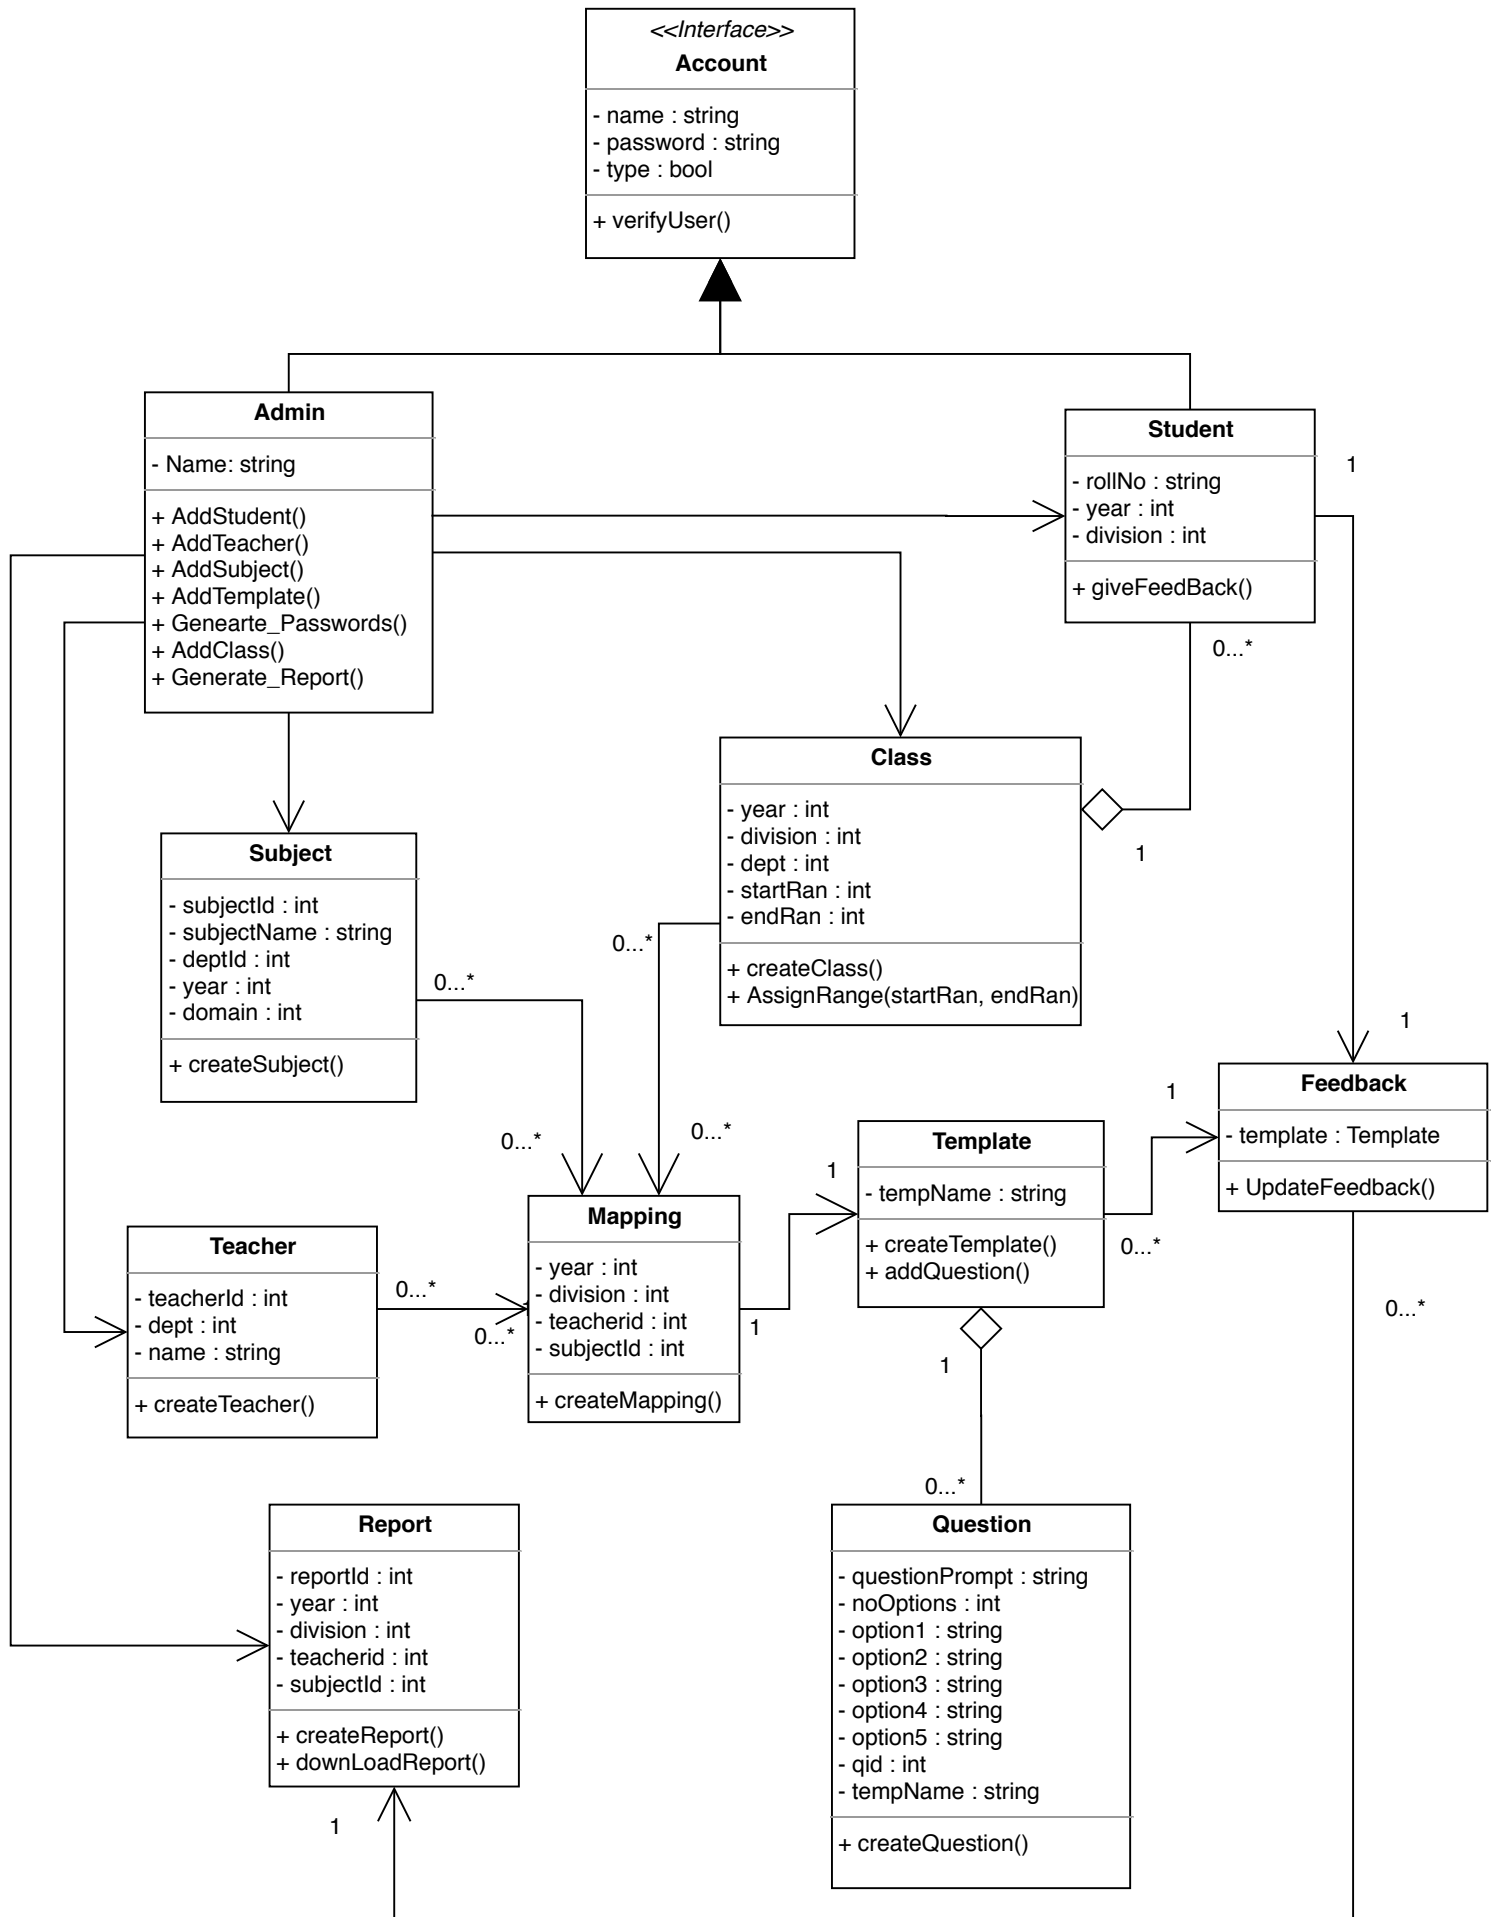 <<Interface>>
Account
- name : string
- password : string
- type : bool
+ verifyUser()
Admin
- Name: string
+ AddStudent()
+ AddTeacher()
+ AddSubject()
+ AddTemplate()
+ Genearte_Passwords()
+ AddClass()
+ Generate_Report()
Student
- rollNo : string
- year : int
- division : int
+ giveFeedBack()
1
0...*
Class
- year : int
- division : int
- dept : int
- startRan : int
- endRan : int
+ createClass()
+ AssignRange(startRan, endRan)
1
0...*
Subject
- subjectId : int
- subjectName : string
- deptId : int
- year : int
- domain : int
+ createSubject()
0...*
0...*
0...*
1
Feedback
- template : Template
+ UpdateFeedback()
1
0...*
Template
- tempName : string
+ createTemplate()
+ addQuestion()
1
0...*
1
Mapping
- year : int
- division : int
- teacherid : int
- subjectId : int
+ createMapping()
1
Teacher
- teacherId : int
- dept : int
- name : string
+ createTeacher()
0...*
0...*
0...*
Question
- questionPrompt : string
- noOptions : int
- option1 : string
- option2 : string
- option3 : string
- option4 : string
- option5 : string
- qid : int
- tempName : string
+ createQuestion()
Report
- reportId : int
- year : int
- division : int
- teacherid : int
- subjectId : int
+ createReport()
+ downLoadReport()
1